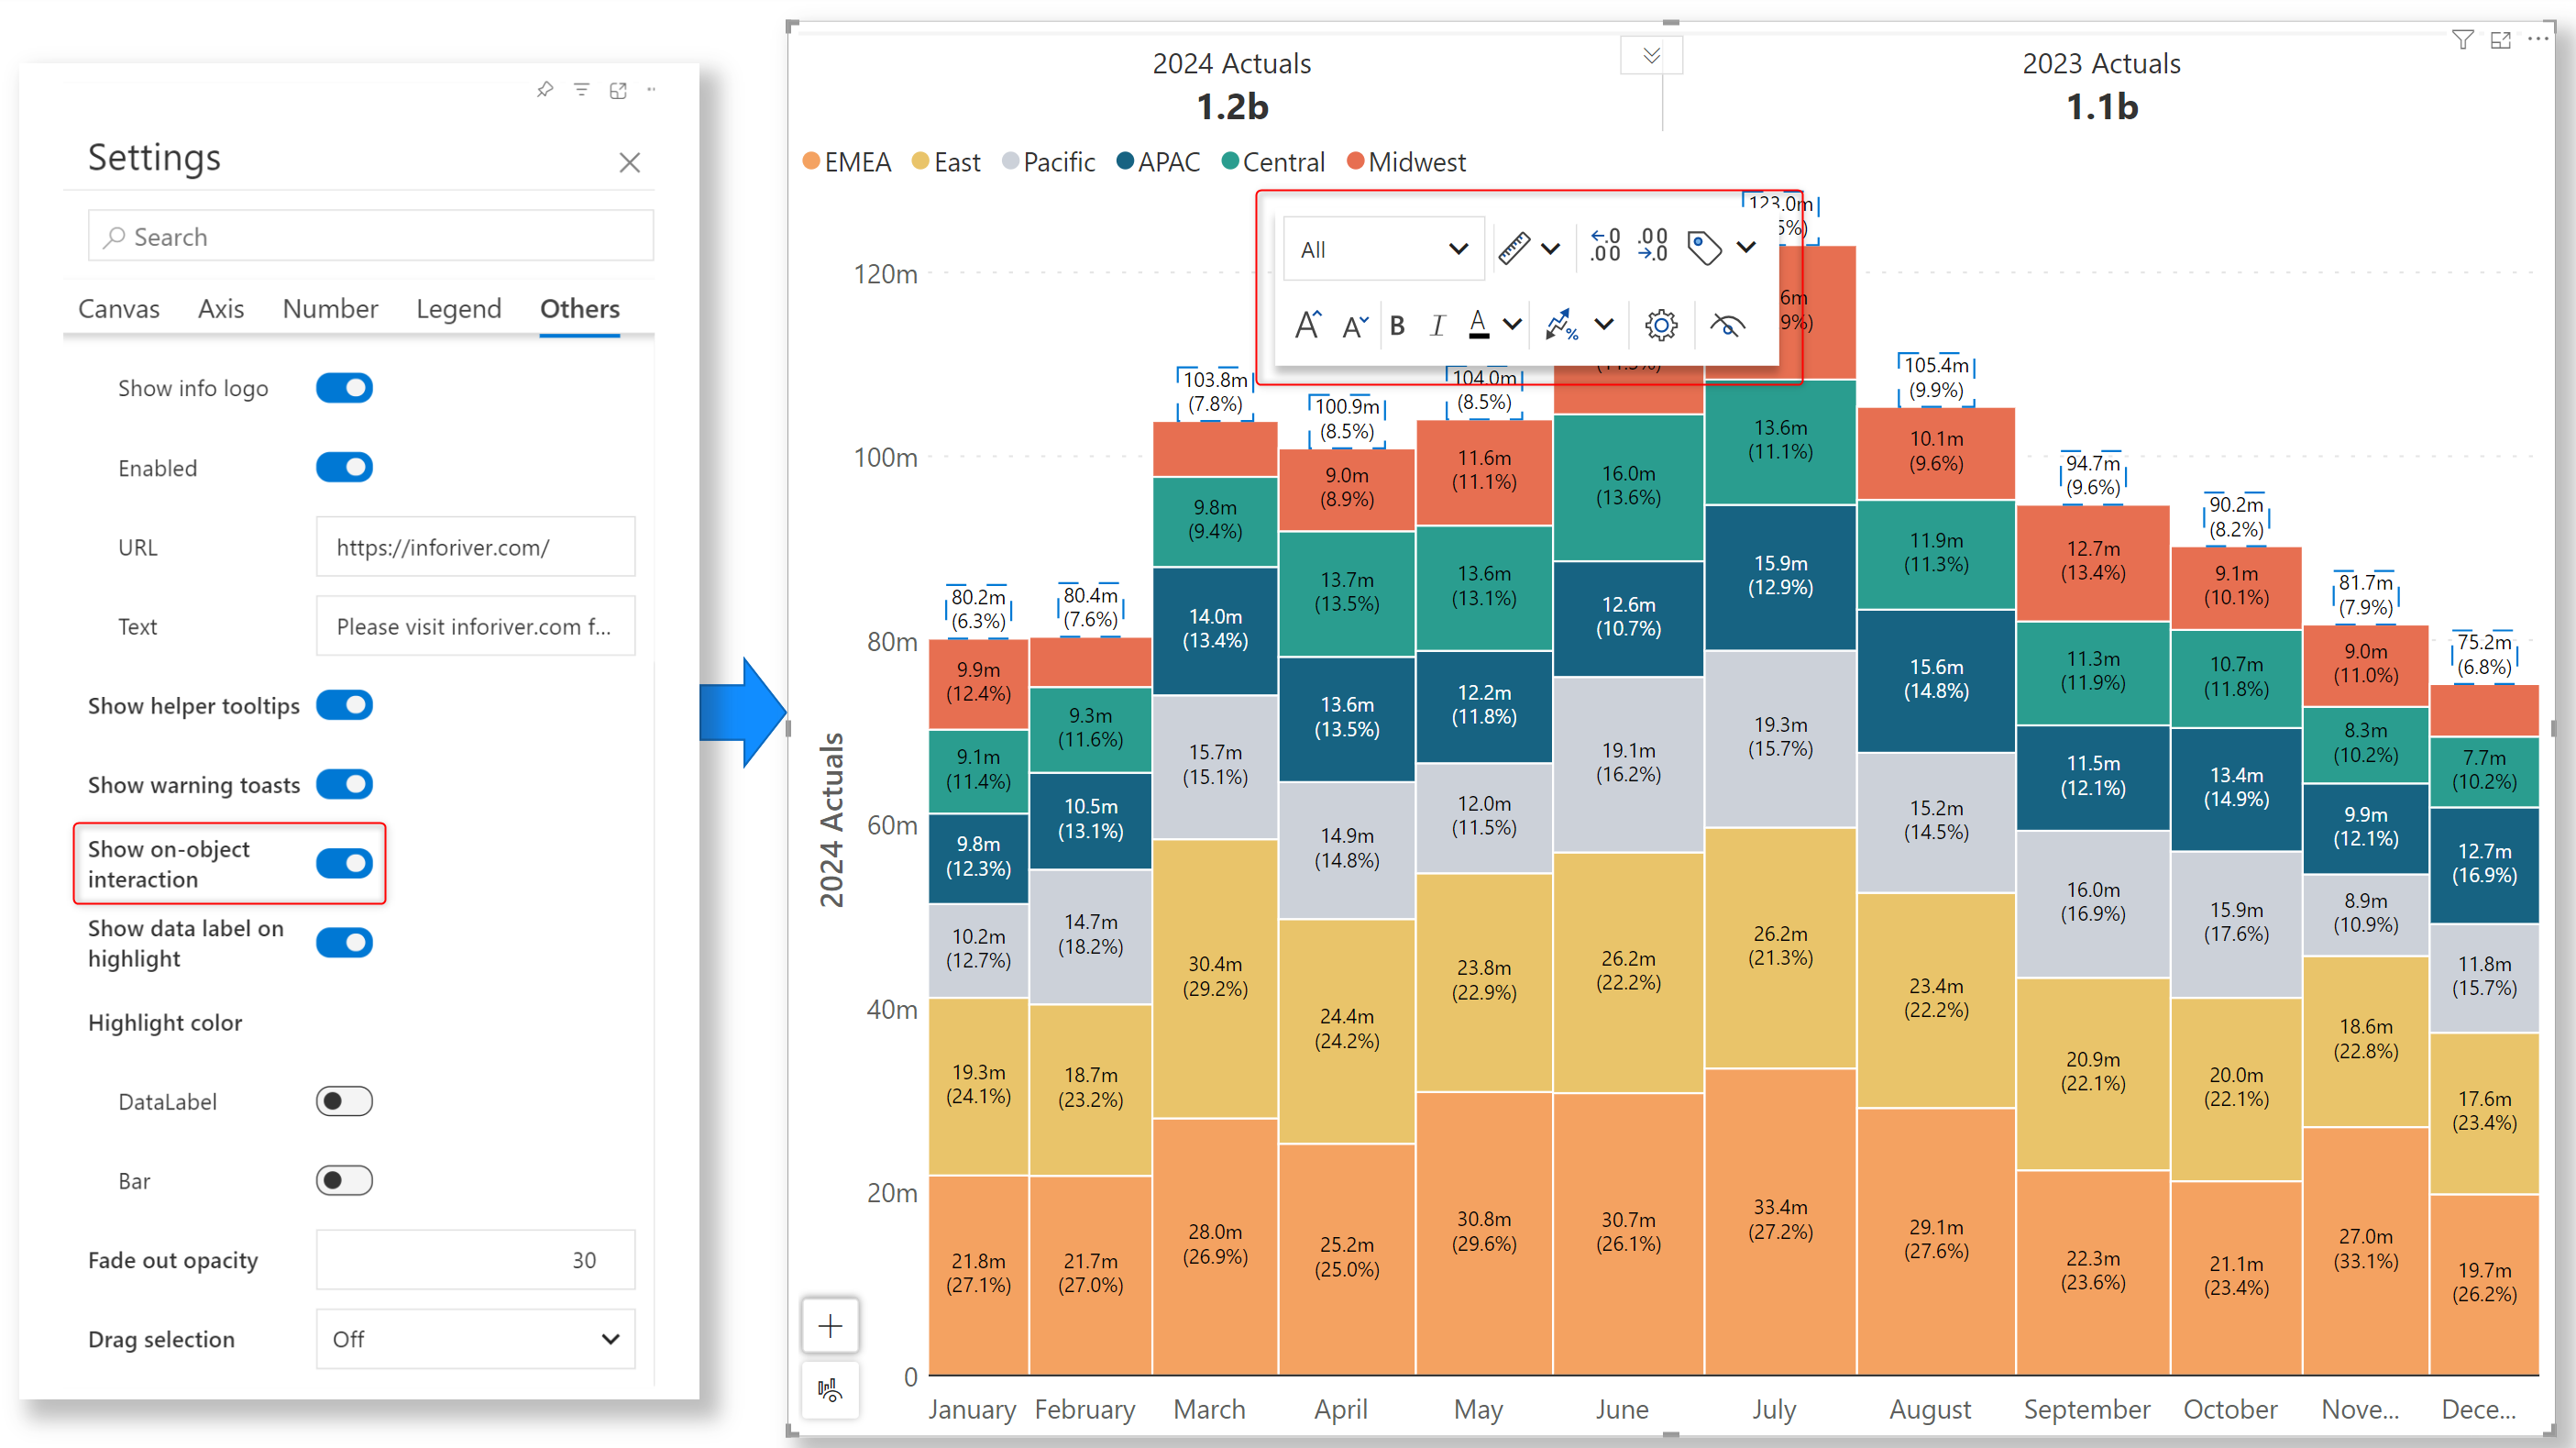 Settings
Search
Canvas Axis Number Legend Others
Show info logo
Enabled
URL https://inforiver.com/
Text Please visit inforiver.com f...
Show helper tooltips
Show warning toasts
Show on-object
interaction
Show data label on
highlight
Highlight color
DataLabel
Bar
Fade out opacity 30
Drag selection Off
2024 Actuals
1.2b
2023 Actuals
1.1b
EMEA East Pacific APAC Central Midwest
All
.0
.00
.00
.0
A A B I A %
120m
100m
80m
60m
40m
20m
0
2024 Actuals
80.2m
(6.3%)
9.9m
(12.4%)
9.1m
(11.4%)
9.8m
(12.3%)
10.2m
(12.7%)
19.3m
(24.1%)
21.8m
(27.1%)
January
80.4m
(7.6%)
9.3m
(11.6%)
10.5m
(13.1%)
14.7m
(18.2%)
18.7m
(23.2%)
21.7m
(27.0%)
February
103.8m
(7.8%)
9.8m
(9.4%)
14.0m
(13.4%)
15.7m
(15.1%)
30.4m
(29.2%)
28.0m
(26.9%)
March
100.9m
(8.5%)
9.0m
(8.9%)
13.7m
(13.5%)
13.6m
(13.5%)
14.9m
(14.8%)
24.4m
(24.2%)
25.2m
(25.0%)
April
104.0m
(8.5%)
11.6m
(11.1%)
13.6m
(13.1%)
12.2m
(11.8%)
12.0m
(11.5%)
23.8m
(22.9%)
30.8m
(29.6%)
May
16.0m
(13.6%)
12.6m
(10.7%)
19.1m
(16.2%)
26.2m
(22.2%)
30.7m
(26.1%)
June
123.0m
5%)
6m
9%)
13.6m
(11.1%)
15.9m
(12.9%)
19.3m
(15.7%)
26.2m
(21.3%)
33.4m
(27.2%)
July
105.4m
(9.9%)
10.1m
(9.6%)
11.9m
(11.3%)
15.6m
(14.8%)
15.2m
(14.5%)
23.4m
(22.2%)
29.1m
(27.6%)
August
94.7m
(9.6%)
12.7m
(13.4%)
11.3m
(11.9%)
11.5m
(12.1%)
16.0m
(16.9%)
20.9m
(22.1%)
22.3m
(23.6%)
September
90.2m
(8.2%)
9.1m
(10.1%)
10.7m
(11.8%)
13.4m
(14.9%)
15.9m
(17.6%)
20.0m
(22.1%)
21.1m
(23.4%)
October
81.7m
(7.9%)
9.0m
(11.0%)
8.3m
(10.2%)
9.9m
(12.1%)
8.9m
(10.9%)
18.6m
(22.8%)
27.0m
(33.1%)
Nove...
75.2m
(6.8%)
7.7m
(10.2%)
12.7m
(16.9%)
11.8m
(15.7%)
17.6m
(23.4%)
19.7m
(26.2%)
Dece...